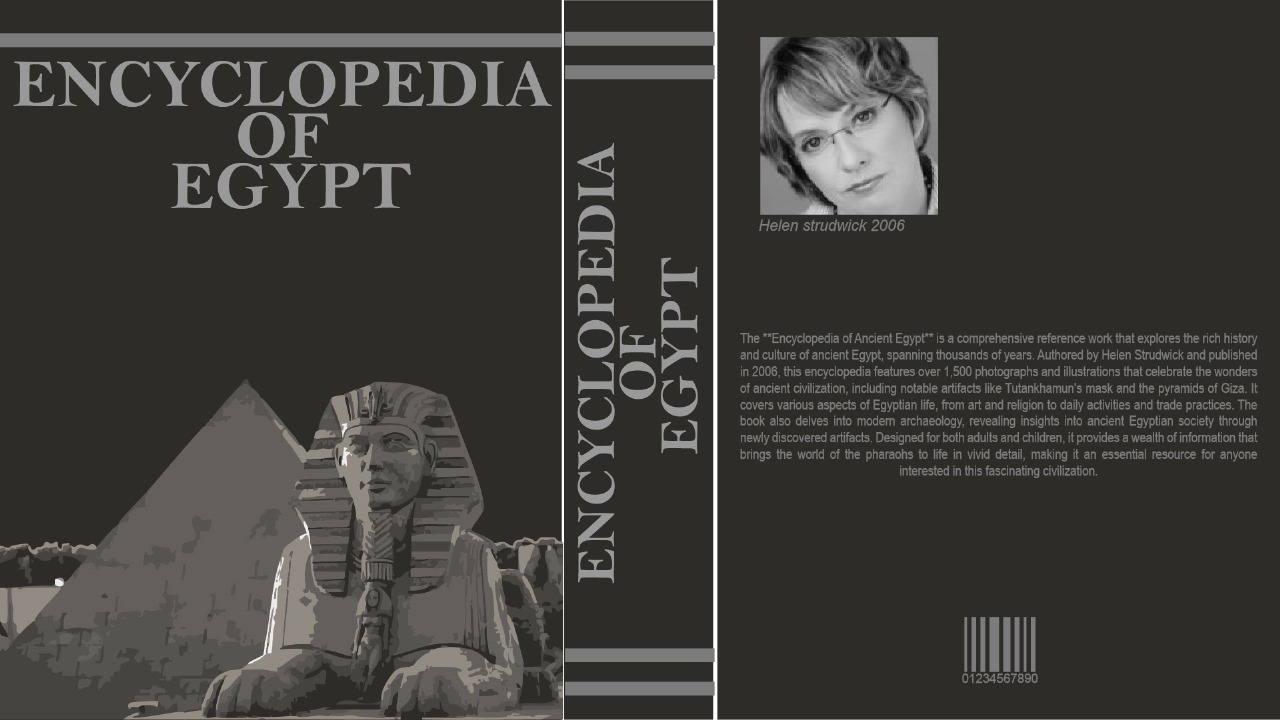 ENCYCLOPEDIA
OF
EGYPT
ENCYCLOPEDIA
OF
EGYPT
Helen strudwick 2006
The **Encyclopedia of Ancient Egypt** is a comprehensive reference work that explores the rich history
and culture of ancient Egypt, spanning thousands of years. Authored by Helen Strudwick and published
in 2006, this encyclopedia features over 1,500 photographs and illustrations that celebrate the wonders
of ancient civilization, including notable artifacts like Tutankhamun's mask and the pyramids of Giza. It
covers various aspects of Egyptian life, from art and religion to daily activities and trade practices. The
book also delves into modern archaeology, revealing insights into ancient Egyptian society through
newly discovered artifacts. Designed for both adults and children, it provides a wealth of information that
brings the world of the pharaohs to life in vivid detail, making it an essential resource for anyone
interested in this fascinating civilization.
01234567890